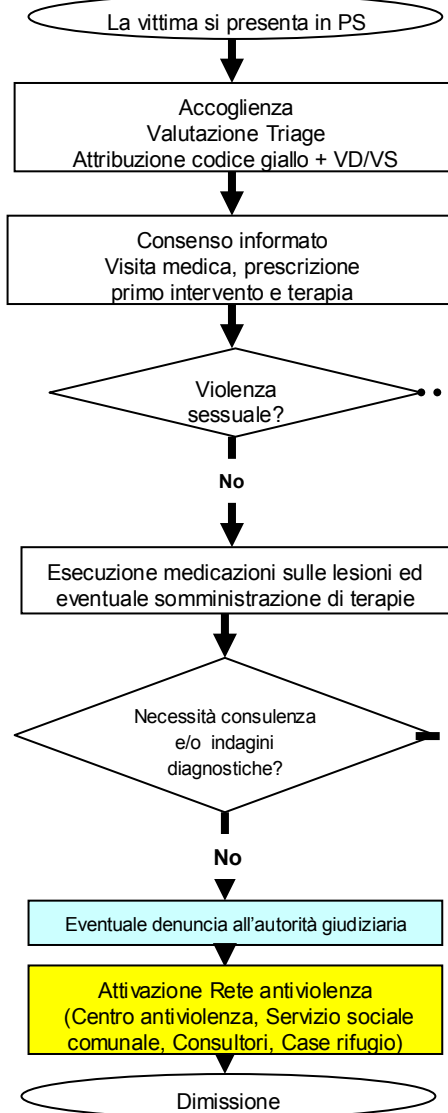 La vittima si presenta in PS
Accoglienza
Valutazione Triage
Attribuzione codice giallo + VD/VS
Consenso informato
Visita medica, prescrizione
primo intervento e terapia
Violenza
sessuale?
No
Esecuzione medicazioni sulle lesioni ed
eventuale somministrazione di terapie
Necessità consulenza
e/o indagini
diagnostiche?
No
Eventuale denuncia all'autorità giudiziaria
Attivazione Rete antiviolenza
(Centro antiviolenza, Servizio sociale
comunale, Consultori, Case rifugio)
Dimissione